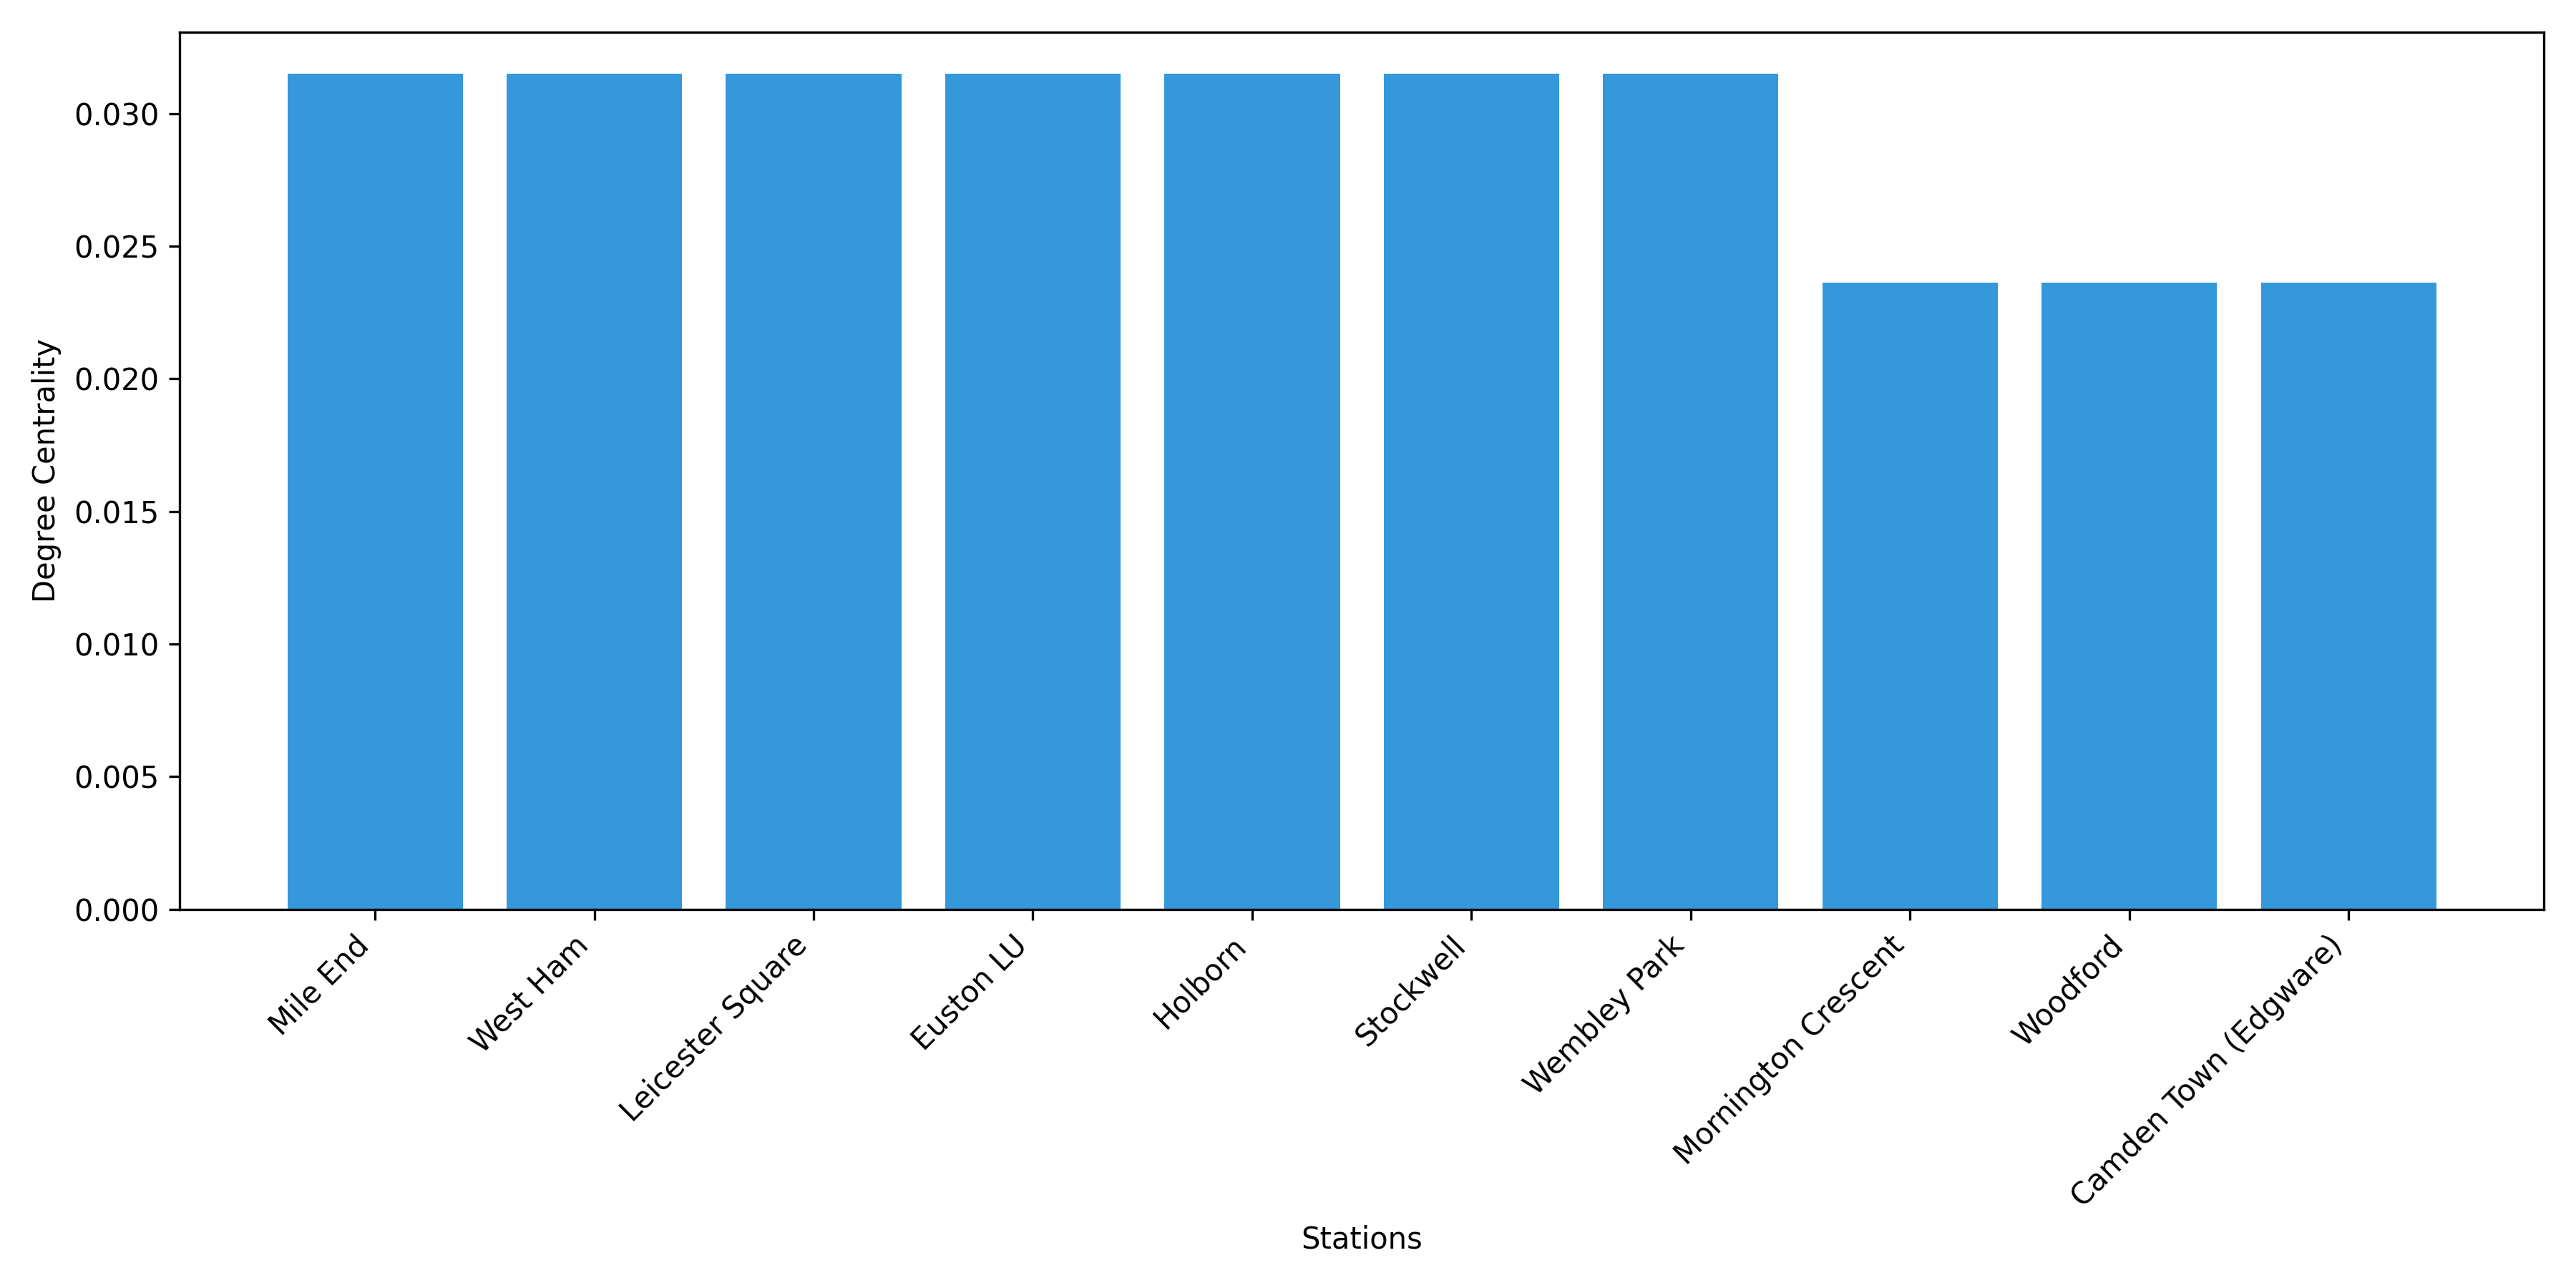 Degree Centrality
0.030
0.025
0.020
0.015
0.010
0.005
0.000
Mile End
West Ham
Leicester Square
Euston LU
Holborn
Stockwell
Wembley Park
Mornington Crescent
Woodford
Camden Town (Edgware)
Stations